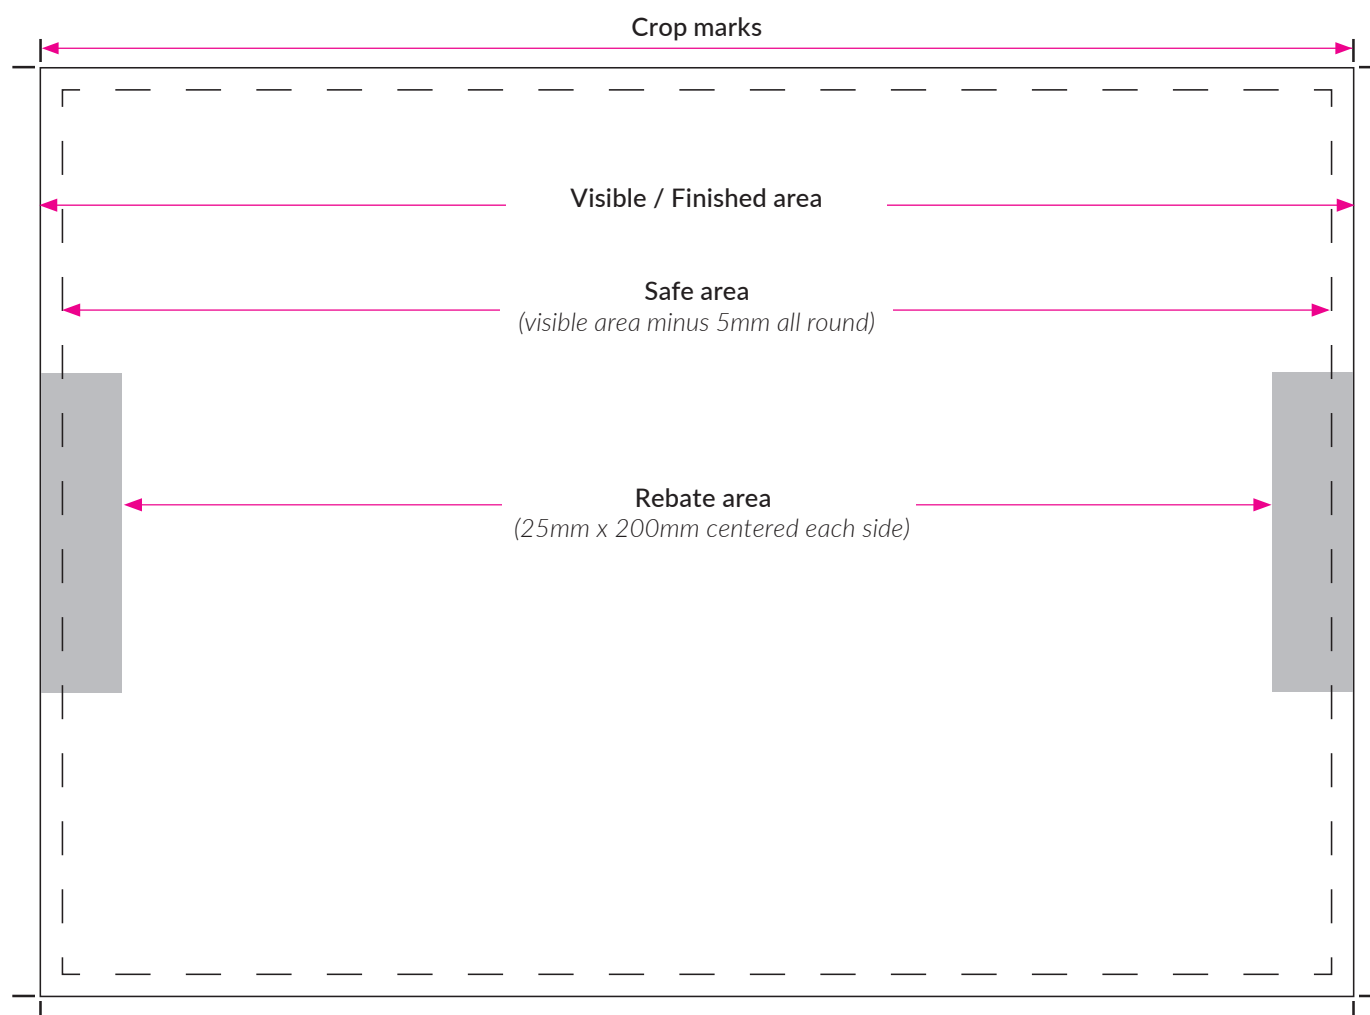 Crop marks
Visible / Finished area
Safe area
(visible area minus 5mm all round)
Rebate area
(25mm x 200mm centered each side)